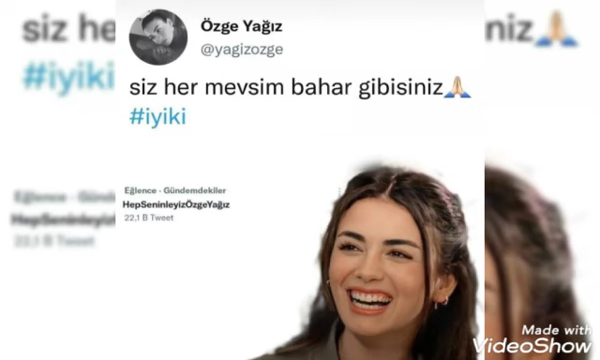 Özge Yağız
@yagizozge
siz her mevsim bahar gibisiniz🙏🏻
#iyiki
Eğlence · Gündemdekiler
HepSeninleyizÖzgeYağız
22,1 B Tweet
Made with
VideoShow